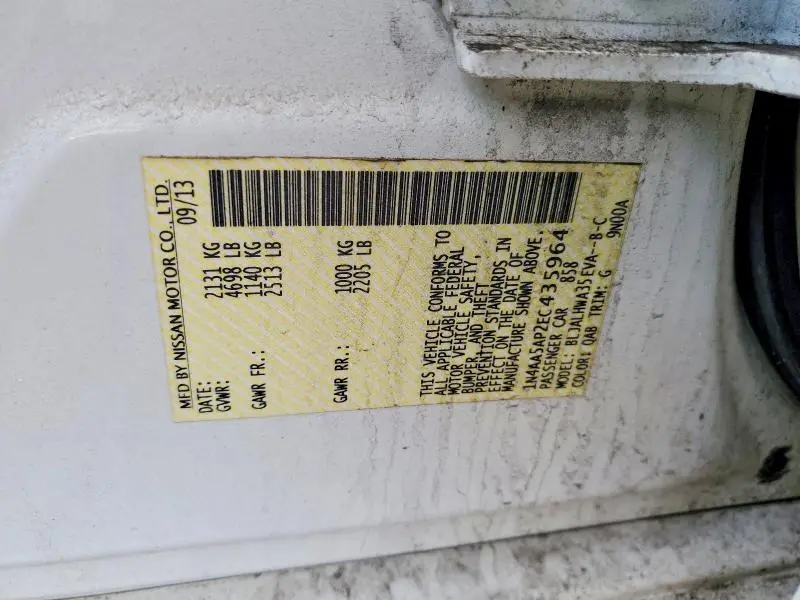 MFD BY NISSAN MOTOR CO., LTD.
DATE: 09/13
GVWR: 2131 KG
4698 LB
GAWR FR.: 1140 KG
2513 LB
GAWR RR.: 1000 KG
2205 LB
THIS VEHICLE CONFORMS TO
ALL APPLICABLE FEDERAL
MOTOR VEHICLE SAFETY,
BUMPER, AND THEFT
PREVENTION STANDARDS IN
EFFECT ON THE DATE OF
MANUFACTURE SHOWN ABOVE.
1N4AA5AP2EC435964
PASSENGER CAR 858
MODEL: BLJALHWA35EVA--B-C
COLOR: QAB TRIM: G 9N00A